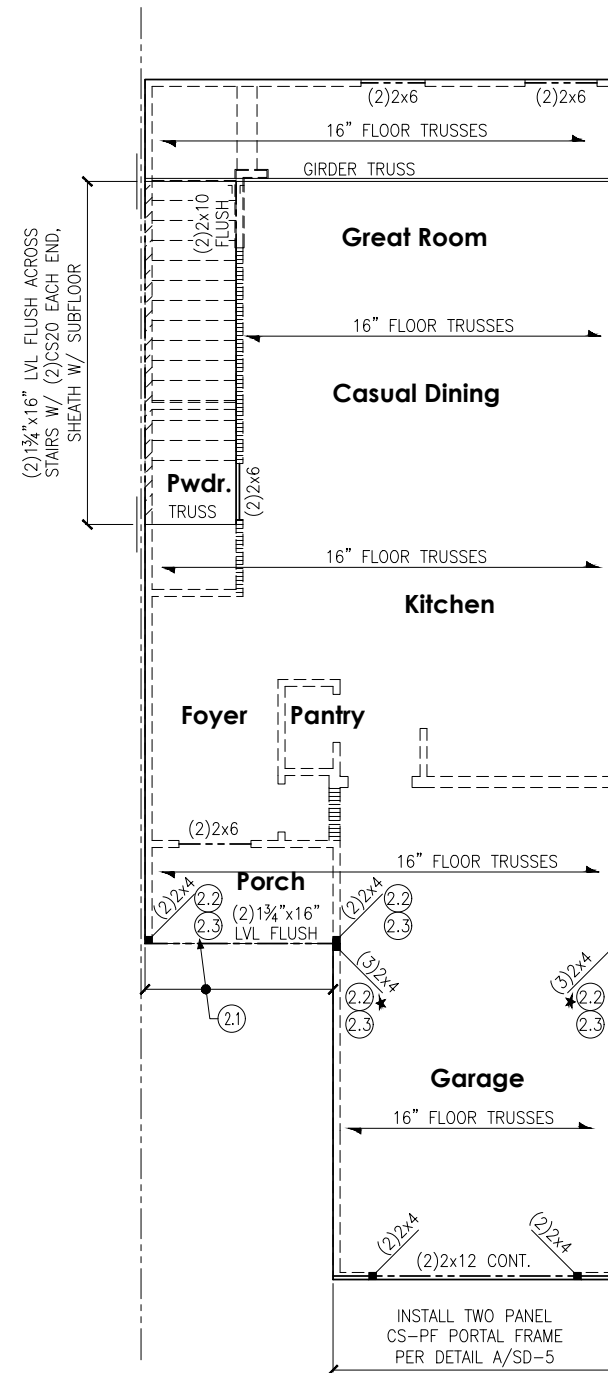 (2)2x6
(2)2x6
16" FLOOR TRUSSES
GIRDER TRUSS
(2)2x10
FLUSH
Great Room
(2)1¾"x16" LVL FLUSH ACROSS
STAIRS W/ (2)CS20 EACH END,
SHEATH W/ SUBFLOOR
16" FLOOR TRUSSES
Casual Dining
Pwdr.
TRUSS
(2)2x6
16" FLOOR TRUSSES
Kitchen
Foyer
Pantry
(2)2x6
16" FLOOR TRUSSES
Porch
(2)2x4
2.2
2.3
(2)1¾"x16"
LVL FLUSH
(2)2x4
2.2
2.3
(3)2x4
2.2
2.3
(3)2x4
2.2
2.3
2.1
Garage
16" FLOOR TRUSSES
(2)2x4
(2)2x4
(2)2x12 CONT.
INSTALL TWO PANEL
CS-PF PORTAL FRAME
PER DETAIL A/SD-5